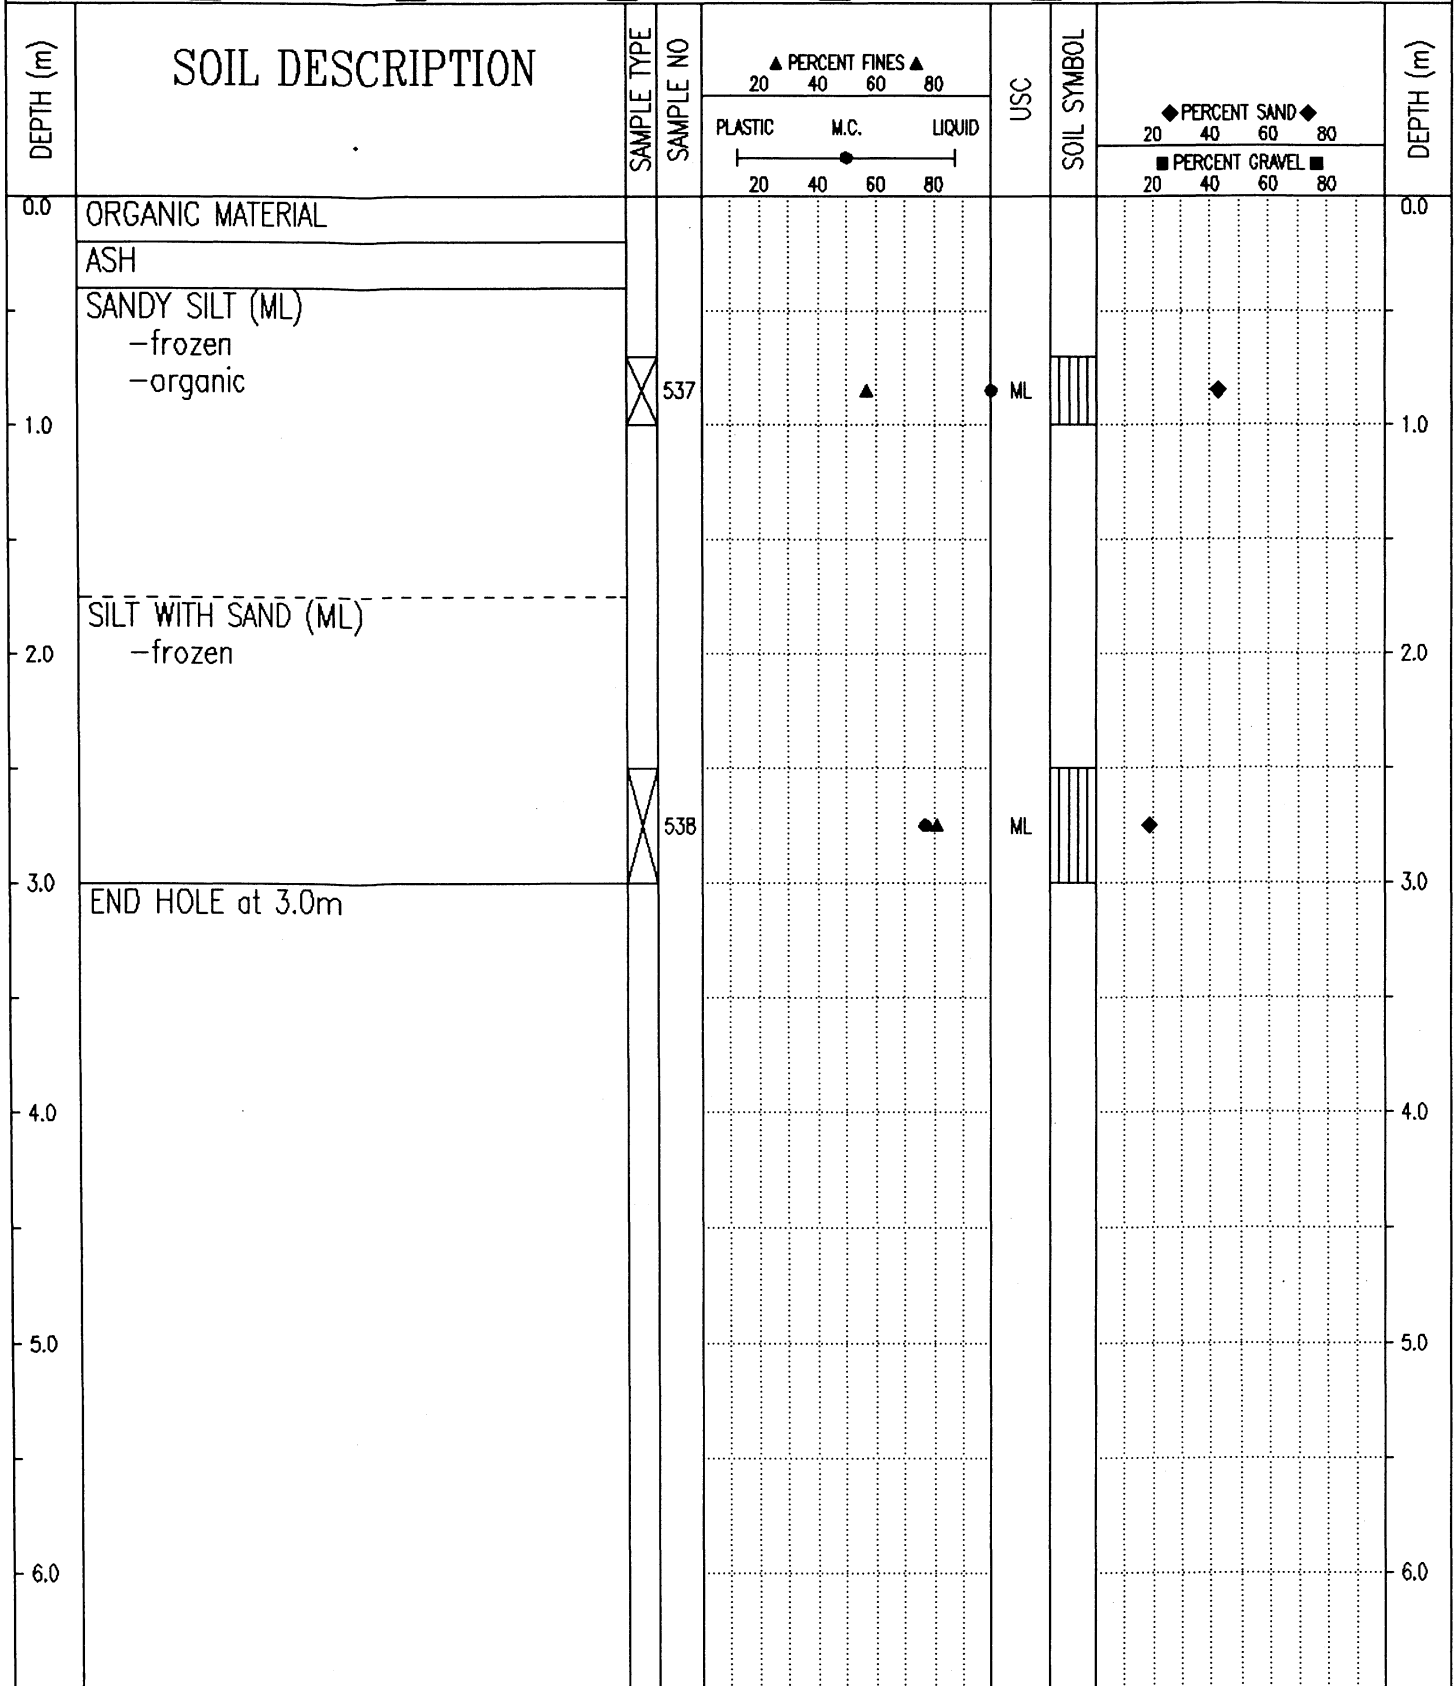 DEPTH (m)
SOIL DESCRIPTION
SAMPLE TYPE
SAMPLE NO
▲ PERCENT FINES ▲
20 40 60 80
PLASTIC M.C. LIQUID
20 40 60 80
USC
SOIL SYMBOL
◆PERCENT SAND◆
20 40 60 80
■PERCENT GRAVEL■
20 40 60 80
DEPTH (m)
0.0 ORGANIC MATERIAL 0.0
ASH
SANDY SILT (ML)
-frozen
-organic
537 ML
1.0 1.0
SILT WITH SAND (ML)
2.0 -frozen 2.0
538 ML
3.0 3.0
END HOLE at 3.0m
4.0 4.0
5.0 5.0
6.0 6.0